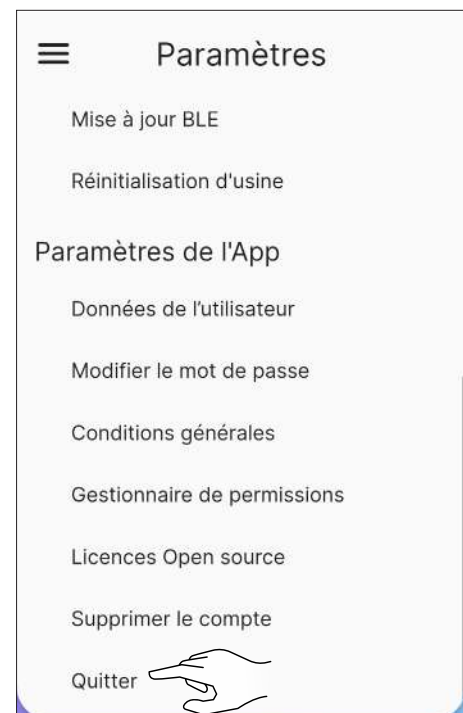 Paramètres
Mise à jour BLE
Réinitialisation d'usine
Paramètres de l'App
Données de l'utilisateur
Modifier le mot de passe
Conditions générales
Gestionnaire de permissions
Licences Open source
Supprimer le compte
Quitter